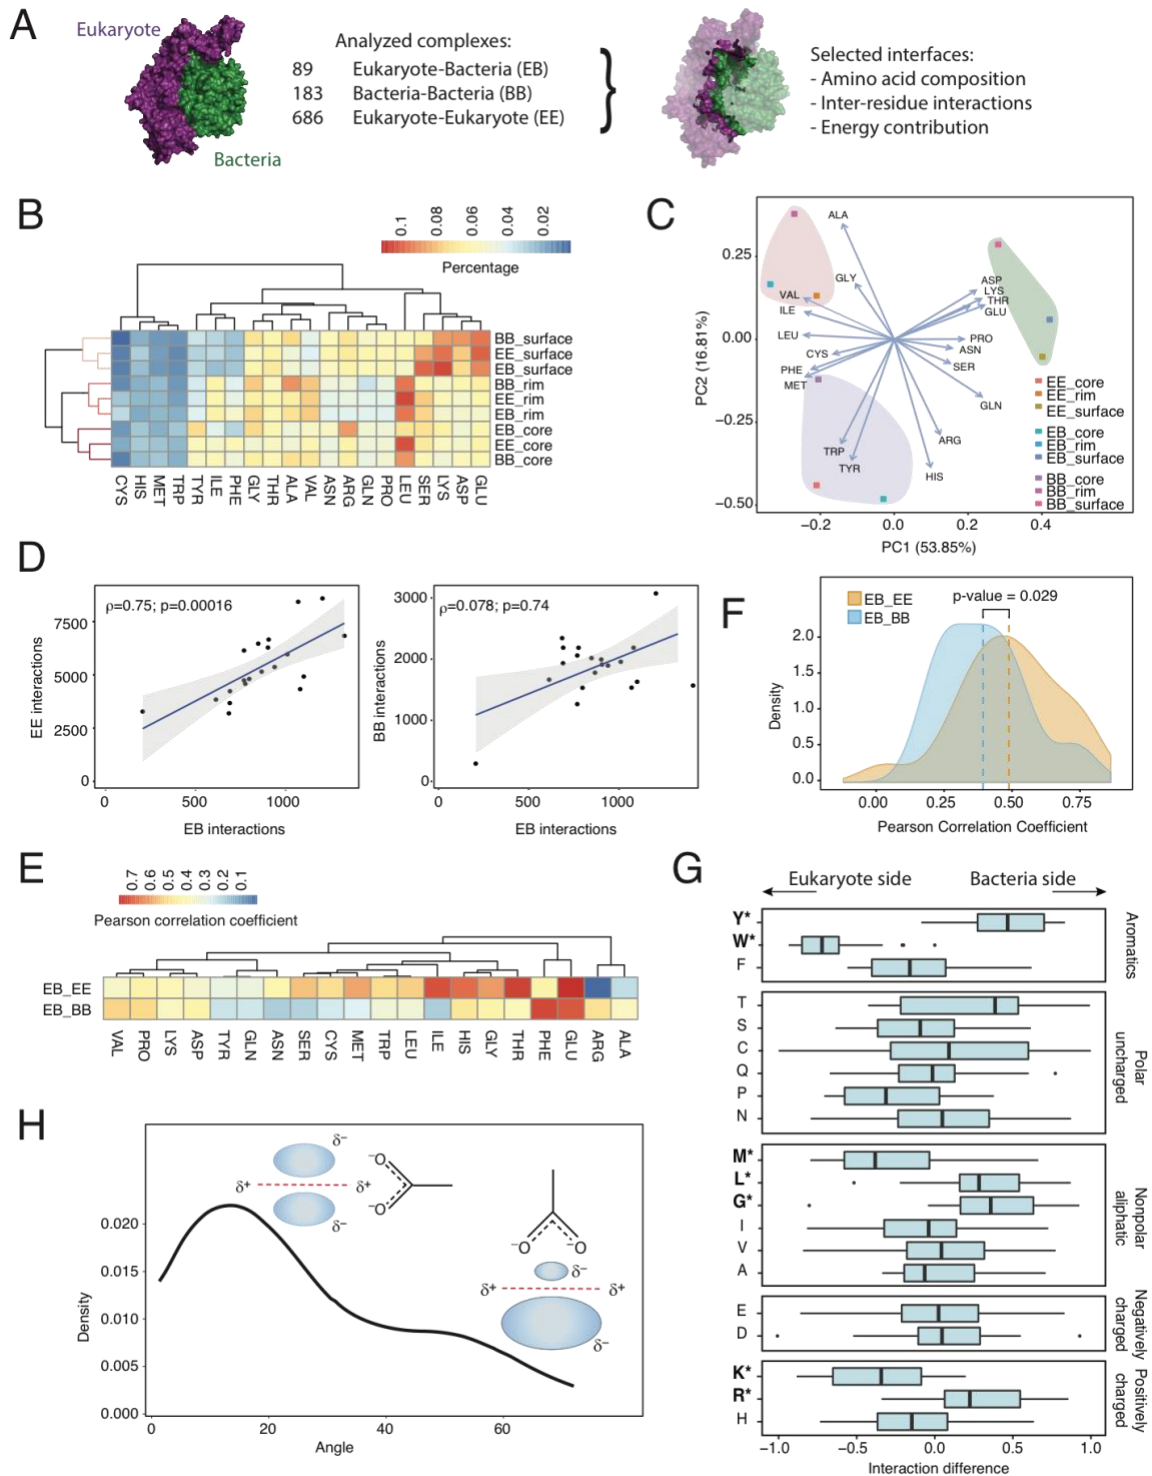 A
Eukaryote
Bacteria
Analyzed complexes:
89 Eukaryote-Bacteria (EB)
183 Bacteria-Bacteria (BB)
686 Eukaryote-Eukaryote (EE)
}
Selected interfaces:
- Amino acid composition
- Inter-residue interactions
- Energy contribution
B
0.1 0.08 0.06 0.04 0.02
Percentage
BB_surface
EE_surface
EB_surface
BB_rim
EE_rim
EB_rim
EB_core
EE_core
BB_core
CYS HIS MET TRP TYR ILE PHE GLY THR ALA VAL ASN ARG GLN PRO LEU SER LYS ASP GLU
C
PC2 (16.81%)
0.25
0.00
−0.25
−0.50
ALA
GLY
VAL
ILE
LEU
CYS
PHE
MET
TRP
TYR
ASP
LYS
THR
GLU
PRO
ASN
SER
GLN
ARG
HIS
EE_core
EE_rim
EE_surface
EB_core
EB_rim
EB_surface
BB_core
BB_rim
BB_surface
−0.2 0.0 0.2 0.4
PC1 (53.85%)
D
ρ=0.75; p=0.00016
EE interactions
7500
5000
2500
0
0 500 1000
EB interactions
ρ=0.078; p=0.74
BB interactions
3000
2000
1000
0
0 500 1000
EB interactions
F
EB_EE
EB_BB
p-value = 0.029
Density
2.0
1.5
1.0
0.5
0.0
0.00 0.25 0.50 0.75
Pearson Correlation Coefficient
E
0.7 0.6 0.5 0.4 0.3 0.2 0.1
Pearson correlation coefficient
EB_EE
EB_BB
VAL PRO LYS ASP TYR GLN ASN SER CYS MET TRP LEU ILE HIS GLY THR PHE GLU ARG ALA
G
Eukaryote side Bacteria side
Y*
W*
F
Aromatics
T
S
C
Q
P
N
Polar
uncharged
M*
L*
G*
I
V
A
Nonpolar
aliphatic
E
D
Negatively
charged
K*
R*
H
Positively
charged
−1.0 −0.5 0.0 0.5 1.0
Interaction difference
H
Density
0.020
0.015
0.010
0.005
0.000
δ−
δ+ δ+
δ−
−O
−O
−O O−
δ−
δ+ δ+
δ−
0 20 40 60
Angle